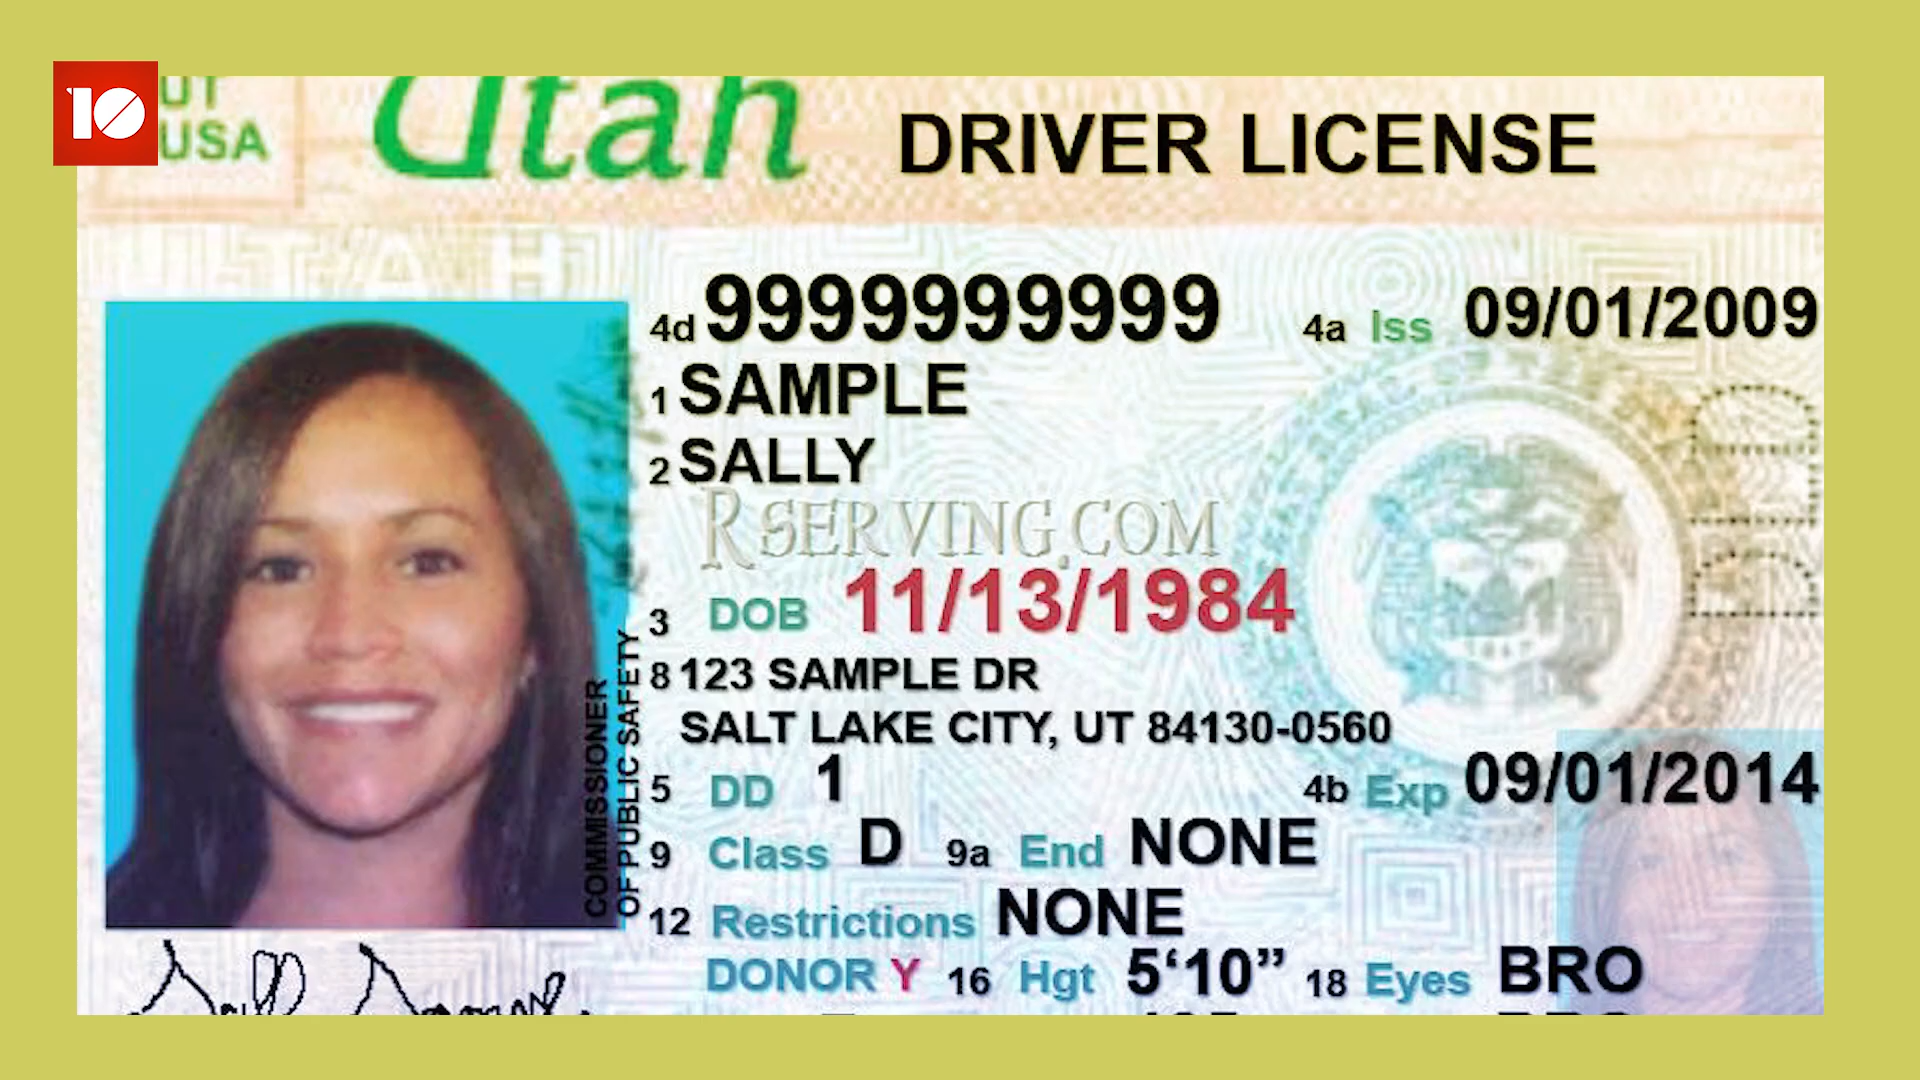 10
UT
USA
Utah
DRIVER LICENSE
UTAH
4d 9999999999 4a Iss 09/01/2009
1 SAMPLE
2 SALLY
RSERVING.COM
3 DOB 11/13/1984
8 123 SAMPLE DR
SALT LAKE CITY, UT 84130-0560
5 DD 1 4b Exp 09/01/2014
9 Class D 9a End NONE
12 Restrictions NONE
DONOR Y 16 Hgt 5‘10” 18 Eyes BRO
COMMISSIONER
OF PUBLIC SAFETY